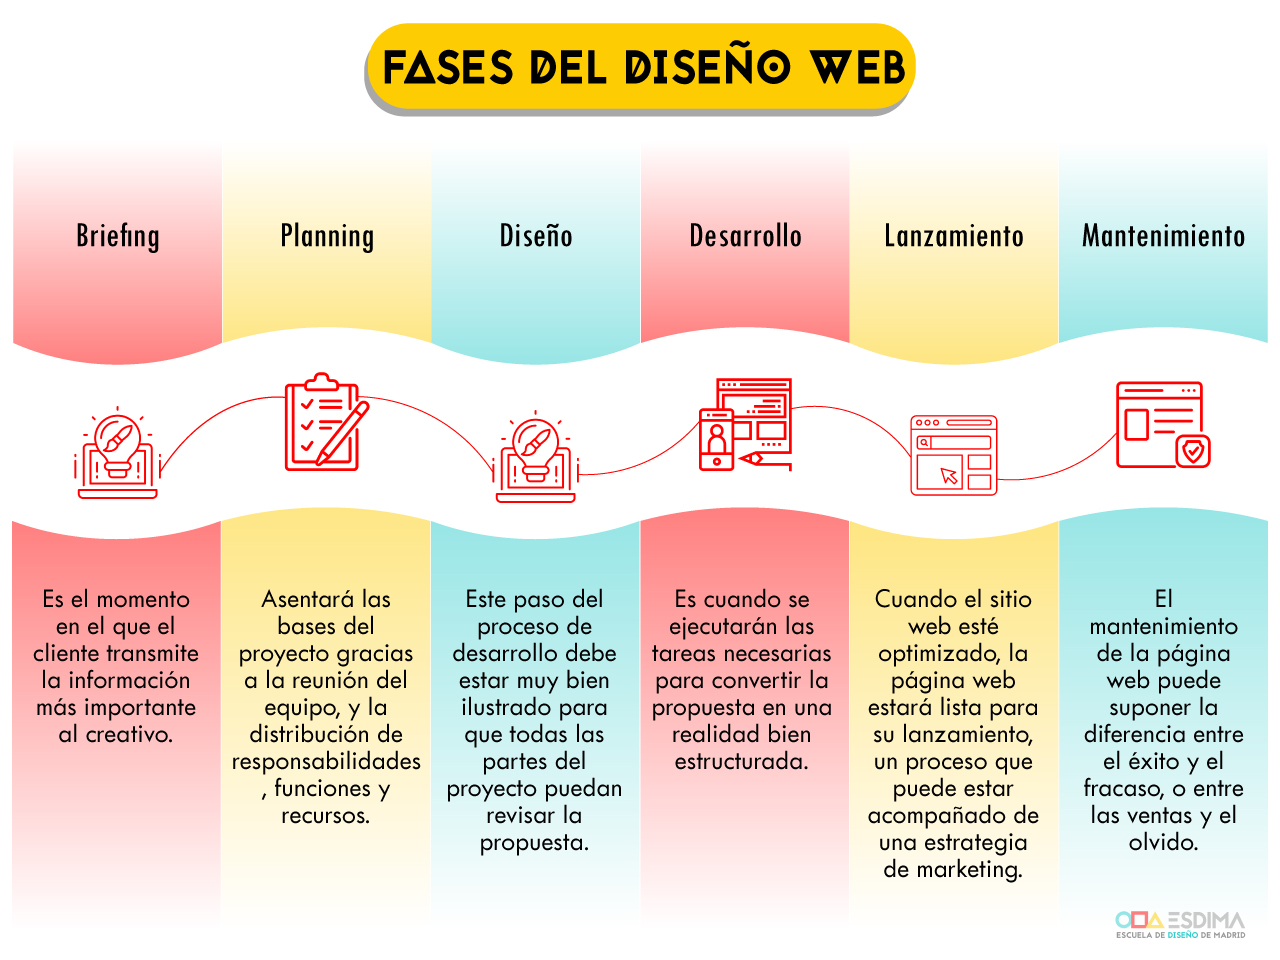 FASES DEL DISEÑO WEB
Briefing
Planning
Diseño
Desarrollo
Lanzamiento
Mantenimiento
Es el momento
en el que el
cliente transmite
la información
más importante
al creativo.
Asentará las
bases del
proyecto gracias
a la reunión del
equipo, y la
distribución de
responsabilidades
, funciones y
recursos.
Este paso del
proceso de
desarrollo debe
estar muy bien
ilustrado para
que todas las
partes del
proyecto puedan
revisar la
propuesta.
Es cuando se
ejecutarán las
tareas necesarias
para convertir la
propuesta en una
realidad bien
estructurada.
Cuando el sitio
web esté
optimizado, la
página web
estará lista para
su lanzamiento,
un proceso que
puede estar
acompañado de
una estrategia
de marketing.
El
mantenimiento
de la página
web puede
suponer la
diferencia entre
el éxito y el
fracaso, o entre
las ventas y el
olvido.
ESDIMA
ESCUELA DE DISEÑO DE MADRID